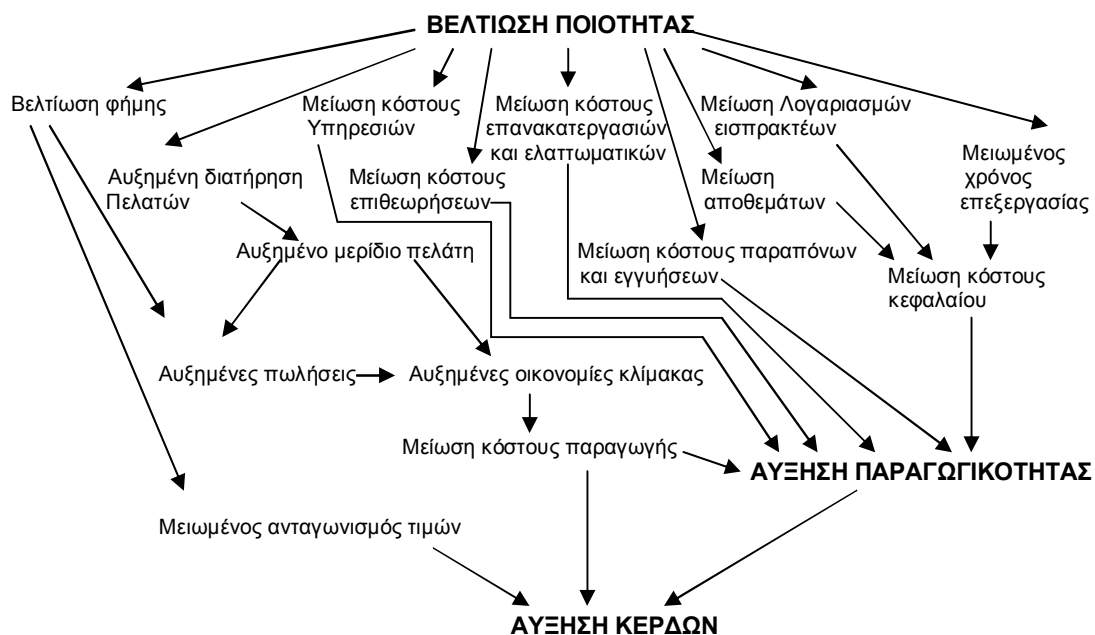 ΒΕΛΤΙΩΣΗ ΠΟΙΟΤΗΤΑΣ
Βελτίωση φήμης
Μείωση κόστους
Υπηρεσιών
Μείωση κόστους
επανακατεργασιών
και ελαττωματικών
Μείωση Λογαριασμών
εισπρακτέων
Μειωμένος
χρόνος
επεξεργασίας
Αυξημένη διατήρηση
Πελατών
Μείωση κόστους
επιθεωρήσεων
Μείωση
αποθεμάτων
Αυξημένο μερίδιο πελάτη
Μείωση κόστους παραπόνων
και εγγυήσεων
Μείωση κόστους
κεφαλαίου
Αυξημένες πωλήσεις
Αυξημένες οικονομίες κλίμακας
Μείωση κόστους παραγωγής
ΑΥΞΗΣΗ ΠΑΡΑΓΩΓΙΚΟΤΗΤΑΣ
Μειωμένος ανταγωνισμός τιμών
ΑΥΞΗΣΗ ΚΕΡΔΩΝ